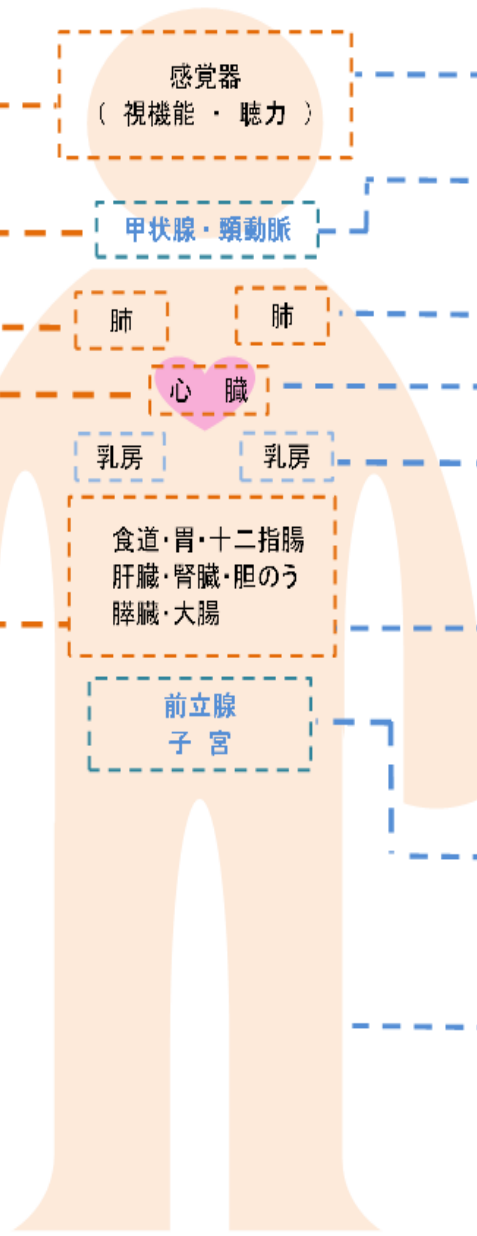 感覚器
（ 視機能 ・ 聴力 ）
甲状腺・頸動脈
肺 肺
心 臓
乳房 乳房
食道・胃・十二指腸
肝臓・腎臓・胆のう
膵臓・大腸
前立腺
子 宮